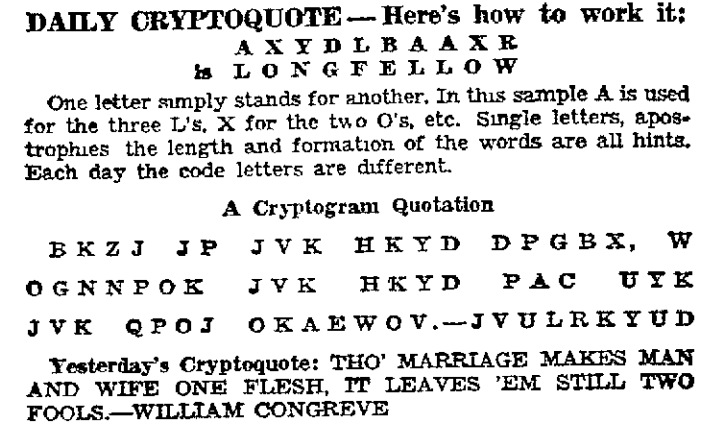 DAILY CRYPTOQUOTE — Here's how to work it:
A X Y D L B A A X R
is L O N G F E L L O W
One letter simply stands for another. In this sample A is used
for the three L's, X for the two O's, etc. Single letters, apos-
trophies the length and formation of the words are all hints.
Each day the code letters are different.
A Cryptogram Quotation
B K Z J J P J V K H K Y D D P G B X , W
O G N N P O K J V K H K Y D P A C U Y K
J V K Q P O J O K A E W O V . — J V U L R K Y U D
Yesterday's Cryptoquote: THO' MARRIAGE MAKES MAN
AND WIFE ONE FLESH, IT LEAVES 'EM STILL TWO
FOOLS.—WILLIAM CONGREVE